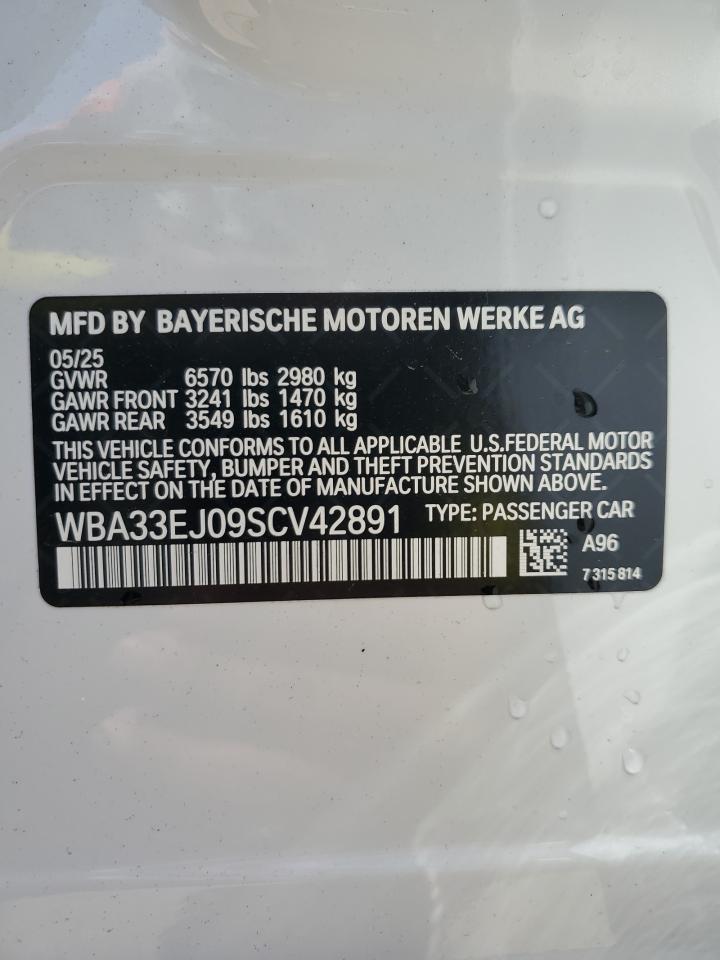 MFD BY BAYERISCHE MOTOREN WERKE AG
05/25
GVWR 6570 lbs 2980 kg
GAWR FRONT 3241 lbs 1470 kg
GAWR REAR 3549 lbs 1610 kg
THIS VEHICLE CONFORMS TO ALL APPLICABLE U.S.FEDERAL MOTOR
VEHICLE SAFETY, BUMPER AND THEFT PREVENTION STANDARDS
IN EFFECT ON THE DATE OF MANUFACTURE SHOWN ABOVE.
WBA33EJ09SCV42891 TYPE: PASSENGER CAR
A96
7 315 814